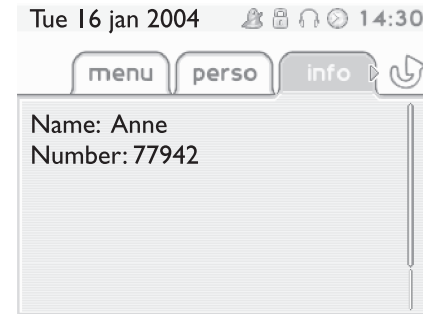 Tue 16 jan 2004 14:30
menu perso info
Name: Anne
Number: 77942